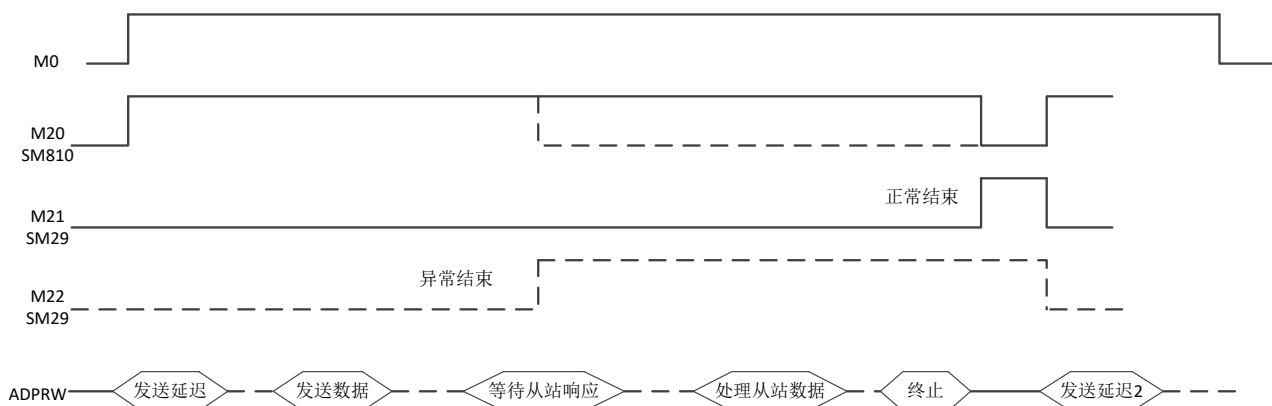 M0
M20
SM810
正常结束
M21
SM29
异常结束
M22
SM29
ADPRW 发送延迟 发送数据 等待从站响应 处理从站数据 终止 发送延迟2